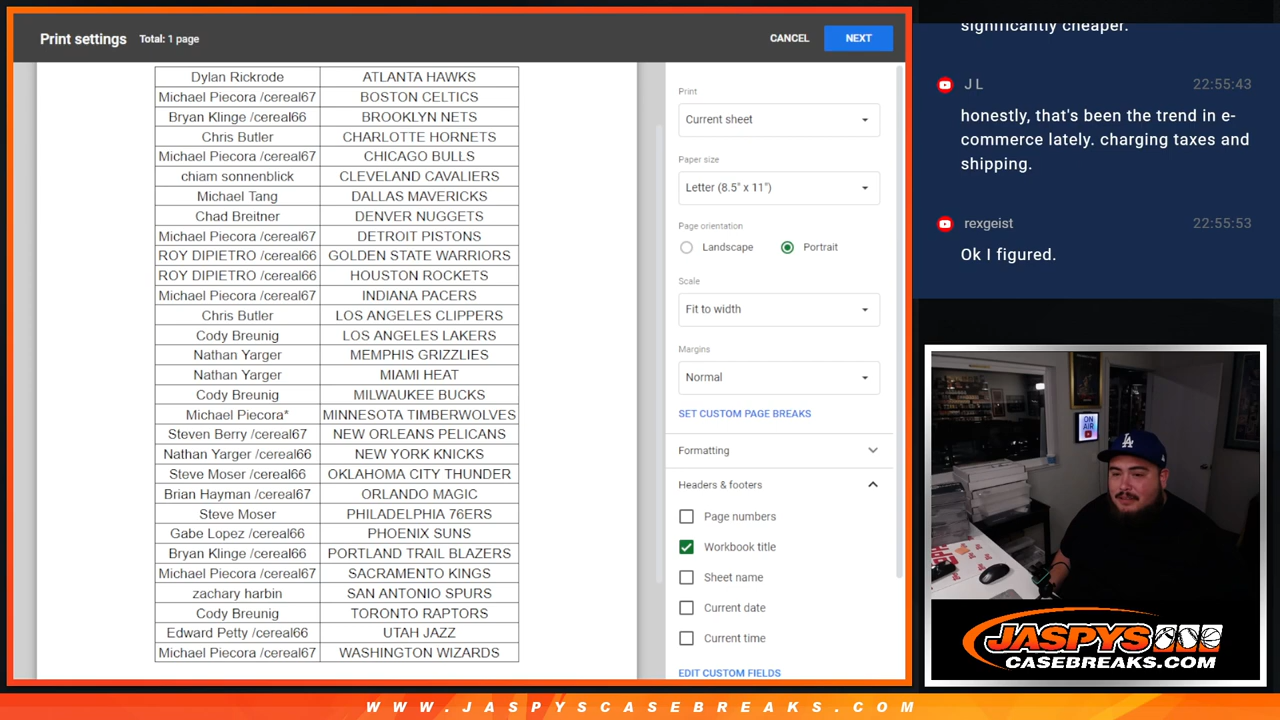 Print settings Total: 1 page
CANCEL
NEXT
Dylan Rickrode ATLANTA HAWKS
Michael Piecora /cereal67 BOSTON CELTICS
Bryan Klinge /cereal66 BROOKLYN NETS
Chris Butler CHARLOTTE HORNETS
Michael Piecora /cereal67 CHICAGO BULLS
chiam sonnenblick CLEVELAND CAVALIERS
Michael Tang DALLAS MAVERICKS
Chad Breitner DENVER NUGGETS
Michael Piecora /cereal67 DETROIT PISTONS
ROY DIPIETRO /cereal66 GOLDEN STATE WARRIORS
ROY DIPIETRO /cereal66 HOUSTON ROCKETS
Michael Piecora /cereal67 INDIANA PACERS
Chris Butler LOS ANGELES CLIPPERS
Cody Breunig LOS ANGELES LAKERS
Nathan Yarger MEMPHIS GRIZZLIES
Nathan Yarger MIAMI HEAT
Cody Breunig MILWAUKEE BUCKS
Michael Piecora* MINNESOTA TIMBERWOLVES
Steven Berry /cereal67 NEW ORLEANS PELICANS
Nathan Yarger /cereal66 NEW YORK KNICKS
Steve Moser /cereal66 OKLAHOMA CITY THUNDER
Brian Hayman /cereal67 ORLANDO MAGIC
Steve Moser PHILADELPHIA 76ERS
Gabe Lopez /cereal66 PHOENIX SUNS
Bryan Klinge /cereal66 PORTLAND TRAIL BLAZERS
Michael Piecora /cereal67 SACRAMENTO KINGS
zachary harbin SAN ANTONIO SPURS
Cody Breunig TORONTO RAPTORS
Edward Petty /cereal66 UTAH JAZZ
Michael Piecora /cereal67 WASHINGTON WIZARDS
Print
Current sheet
Paper size
Letter (8.5" x 11")
Page orientation
Landscape Portrait
Scale
Fit to width
Margins
Normal
SET CUSTOM PAGE BREAKS
Formatting
Headers & footers
Page numbers
Workbook title
Sheet name
Current date
Current time
EDIT CUSTOM FIELDS
significantly cheaper.
J L 22:55:43
honestly, that's been the trend in e-
commerce lately. charging taxes and
shipping.
rexgeist 22:55:53
Ok I figured.
ON
AIR
LA
JASPYS
CASEBREAKS.COM
WWW.JASPYSCASEBREAKS.COM